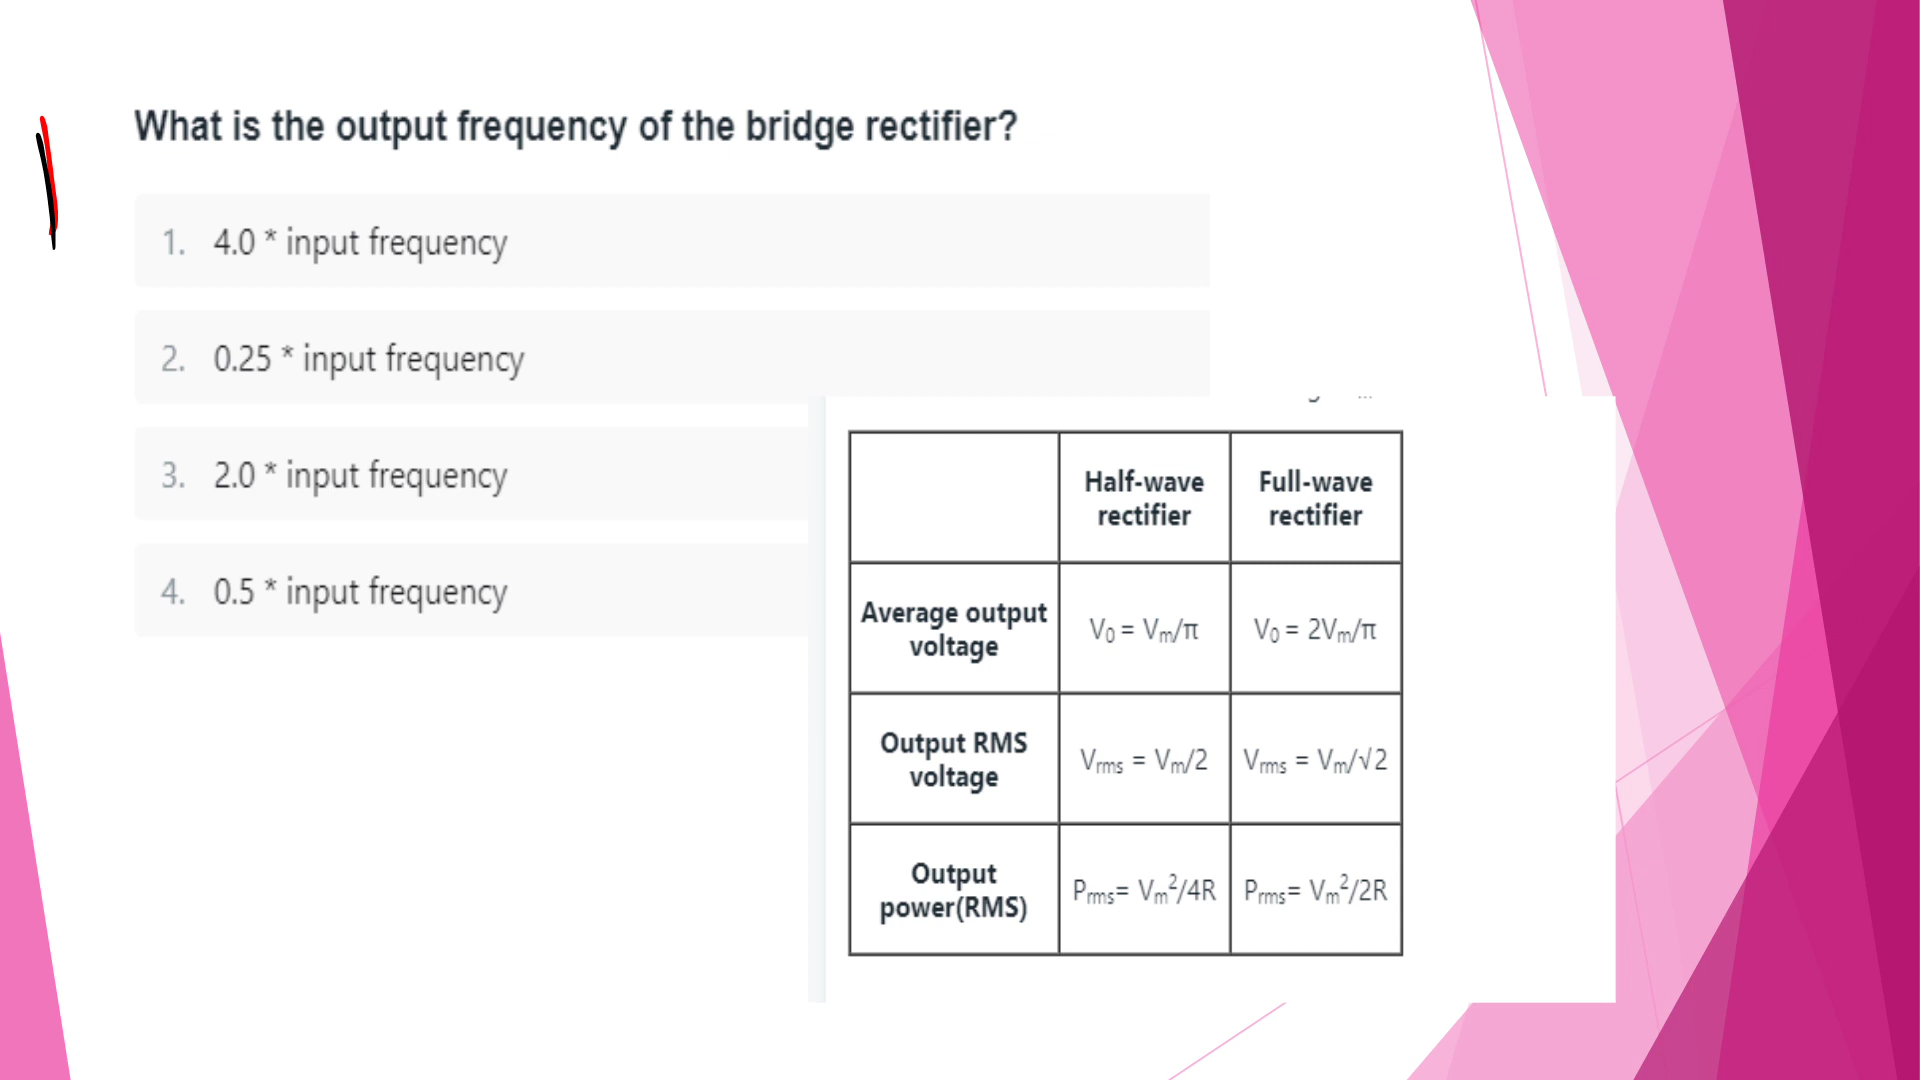 What is the output frequency of the bridge rectifier?
1. 4.0 * input frequency
2. 0.25 * input frequency
3. 2.0 * input frequency
4. 0.5 * input frequency
Half-wave
rectifier
Full-wave
rectifier
Average output
voltage
V₀ = Vₘ/π
V₀ = 2Vₘ/π
Output RMS
voltage
Vrms = Vₘ/2
Vrms = Vₘ/√2
Output
power(RMS)
Prms= Vₘ²/4R
Prms= Vₘ²/2R